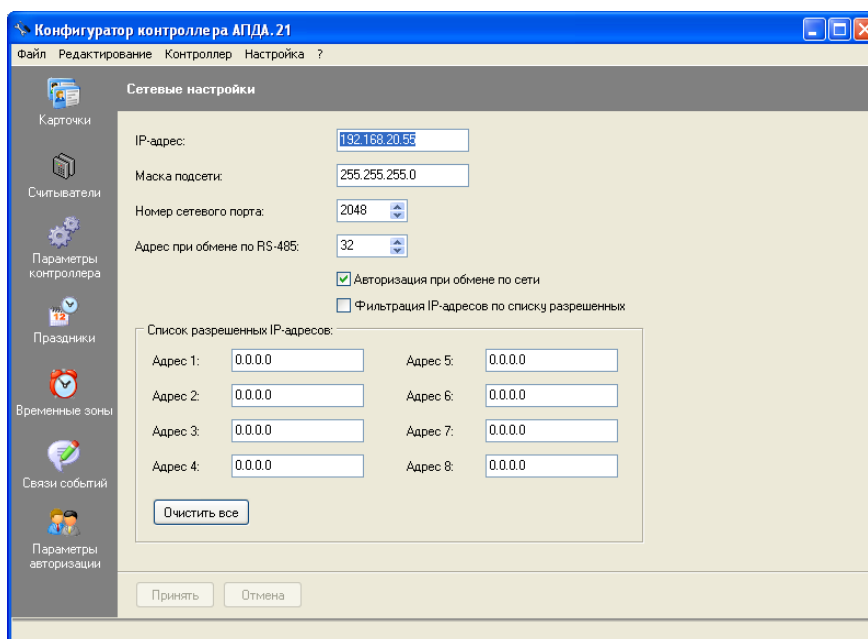 Конфигуратор контроллера АПДА.21
Файл Редактирование Контроллер Настройка ?
Карточки
Считыватели
Параметры
контроллера
12
Праздники
Временные зоны
Связи событий
Параметры
авторизации
Сетевые настройки
IP-адрес: 192.168.20.55
Маска подсети: 255.255.255.0
Номер сетевого порта: 2048
Адрес при обмене по RS-485: 32
Авторизация при обмене по сети
Фильтрация IP-адресов по списку разрешенных
Список разрешенных IP-адресов:
Адрес 1: 0.0.0.0 Адрес 5: 0.0.0.0
Адрес 2: 0.0.0.0 Адрес 6: 0.0.0.0
Адрес 3: 0.0.0.0 Адрес 7: 0.0.0.0
Адрес 4: 0.0.0.0 Адрес 8: 0.0.0.0
Очистить все
Принять Отмена